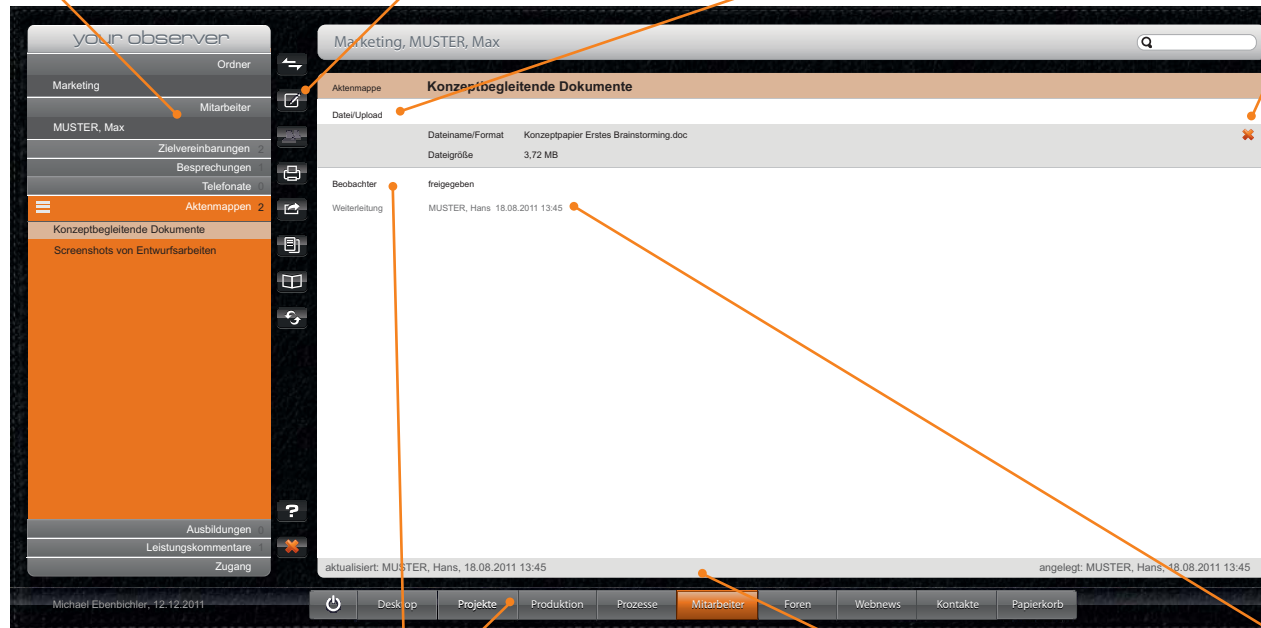 your observer
Ordner
Marketing
Mitarbeiter
MUSTER, Max
Zielvereinbarungen 2
Besprechungen 1
Telefonate 0
Aktenmappen 2
Konzeptbegleitende Dokumente
Screenshots von Entwurfsarbeiten
Ausbildungen 0
Leistungskommentare 1
Zugang
Michael Ebenbichler, 12.12.2011
?
Marketing, MUSTER, Max
Aktenmappe Konzeptbegleitende Dokumente
Datei/Upload
Dateiname/Format Konzeptpapier Erstes Brainstorming.doc
Dateigröße 3,72 MB
Beobachter freigegeben
Weiterleitung MUSTER, Hans 18.08.2011 13:45
aktualisiert: MUSTER, Hans, 18.08.2011 13:45 angelegt: MUSTER, Hans, 18.08.2011 13:45
Desktop Projekte Produktion Prozesse Mitarbeiter Foren Webnews Kontakte Papierkorb